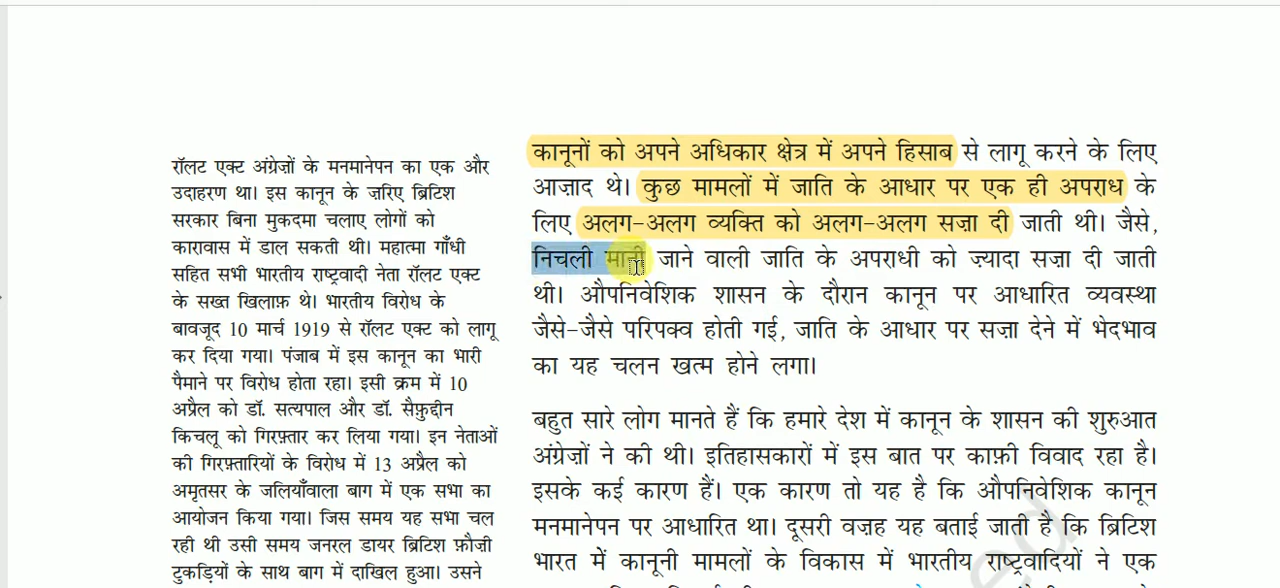 रॉलट एक्ट अंग्रेज़ों के मनमानेपन का एक और
उदाहरण था। इस कानून के ज़रिए ब्रिटिश
सरकार बिना मुकदमा चलाए लोगों को
कारावास में डाल सकती थी। महात्मा गाँधी
सहित सभी भारतीय राष्ट्रवादी नेता रॉलट एक्ट
के सख्त खिलाफ़ थे। भारतीय विरोध के
बावजूद 10 मार्च 1919 से रॉलट एक्ट को लागू
कर दिया गया। पंजाब में इस कानून का भारी
पैमाने पर विरोध होता रहा। इसी क्रम में 10
अप्रैल को डॉ. सत्यपाल और डॉ. सैफ़ुद्दीन
किचलू को गिरफ़्तार कर लिया गया। इन नेताओं
की गिरफ़्तारियों के विरोध में 13 अप्रैल को
अमृतसर के जलियाँवाला बाग में एक सभा का
आयोजन किया गया। जिस समय यह सभा चल
रही थी उसी समय जनरल डायर ब्रिटिश फ़ौजी
टुकड़ियों के साथ बाग में दाखिल हुआ। उसने
कानूनों को अपने अधिकार क्षेत्र में अपने हिसाब से लागू करने के लिए
आज़ाद थे। कुछ मामलों में जाति के आधार पर एक ही अपराध के
लिए अलग-अलग व्यक्ति को अलग-अलग सज़ा दी जाती थी। जैसे,
निचली मानी जाने वाली जाति के अपराधी को ज़्यादा सज़ा दी जाती
थी। औपनिवेशिक शासन के दौरान कानून पर आधारित व्यवस्था
जैसे-जैसे परिपक्व होती गई, जाति के आधार पर सज़ा देने में भेदभाव
का यह चलन खत्म होने लगा।
बहुत सारे लोग मानते हैं कि हमारे देश में कानून के शासन की शुरुआत
अंग्रेज़ों ने की थी। इतिहासकारों में इस बात पर काफ़ी विवाद रहा है।
इसके कई कारण हैं। एक कारण तो यह है कि औपनिवेशिक कानून
मनमानेपन पर आधारित था। दूसरी वज़ह यह बताई जाती है कि ब्रिटिश
भारत में कानूनी मामलों के विकास में भारतीय राष्ट्रवादियों ने एक